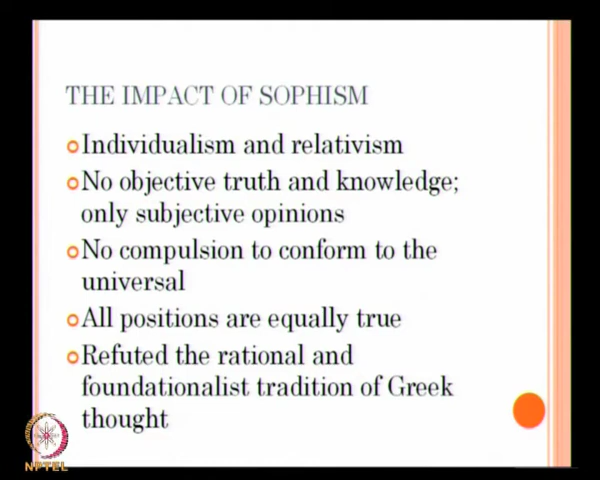 THE IMPACT OF SOPHISM
Individualism and relativism
No objective truth and knowledge;
only subjective opinions
No compulsion to conform to the
universal
All positions are equally true
Refuted the rational and
foundationalist tradition of Greek
thought
NPTEL